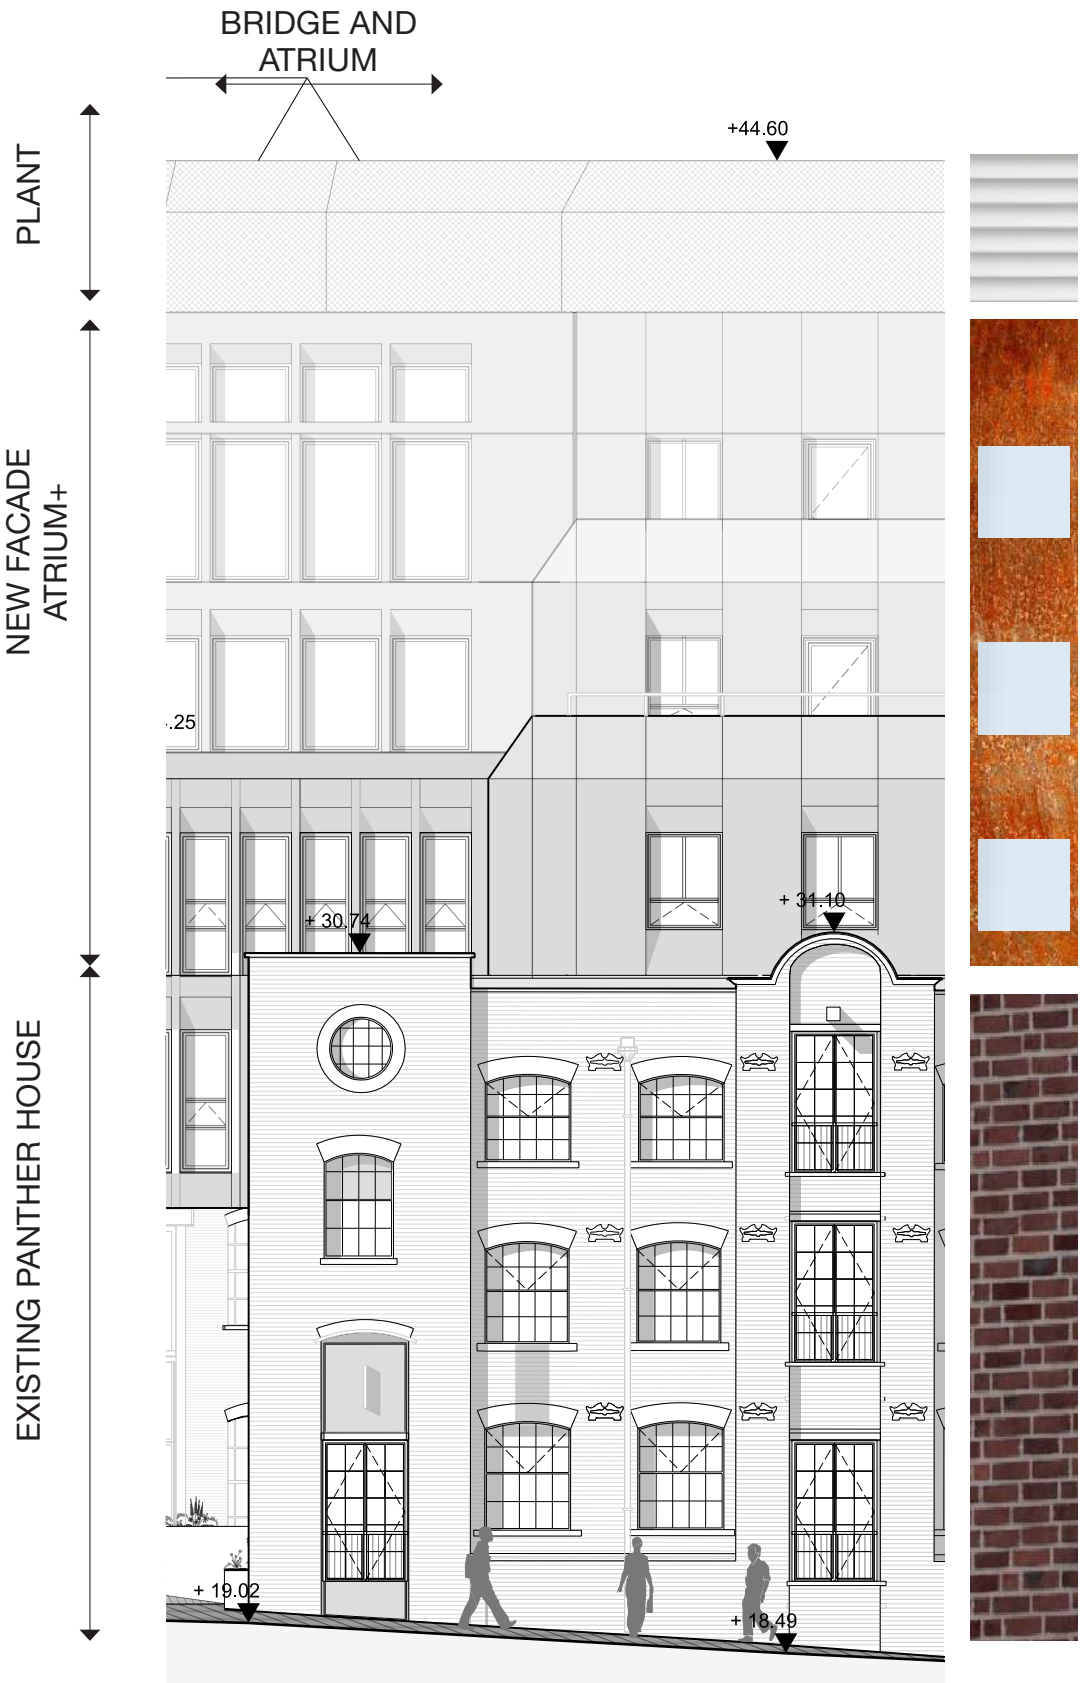 BRIDGE AND
ATRIUM
+44.60
PLANT
NEW FACADE
ATRIUM+
.25
+ 31.10
+ 30.74
EXISTING PANTHER HOUSE
+ 19.02
+ 18.49